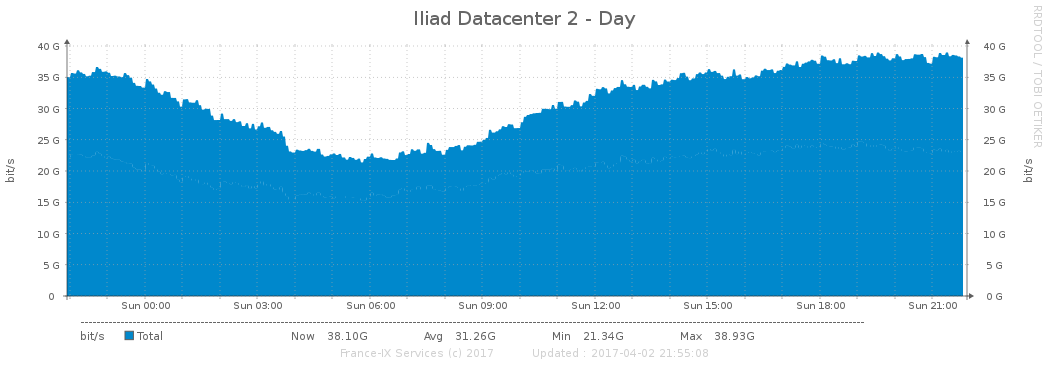 Iliad Datacenter 2 - Day
RRDTOOL / TOBI OETIKER
40 G 40 G
35 G 35 G
30 G 30 G
25 G 25 G
20 G 20 G
15 G 15 G
10 G 10 G
5 G 5 G
0 0 G
bit/s
bit/s
Sun 00:00 Sun 03:00 Sun 06:00 Sun 09:00 Sun 12:00 Sun 15:00 Sun 18:00 Sun 21:00
bit/s Total Now 38.10G Avg 31.26G Min 21.34G Max 38.93G
France-IX Services (c) 2017 Updated : 2017-04-02 21:55:08